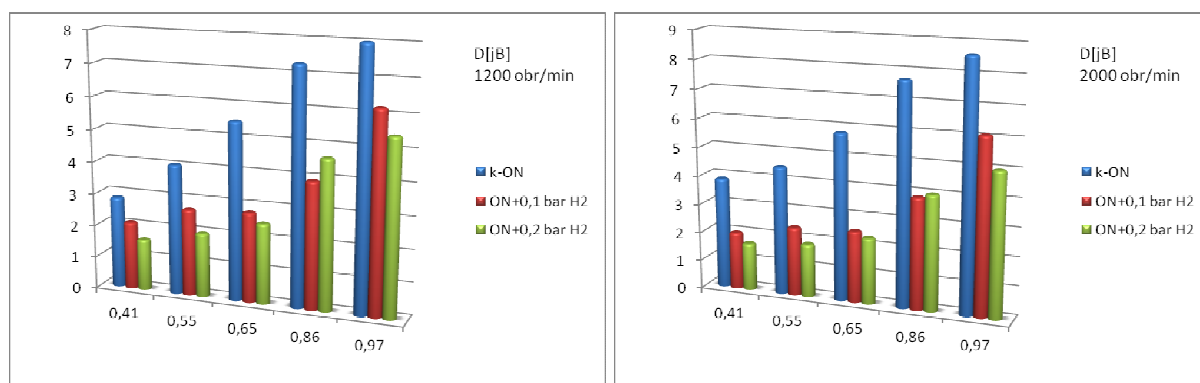 8
7
6
5
4
3
2
1
0
0,41
0,55
0,65
0,86
0,97
D[jB]
1200 obr/min
k-ON
ON+0,1 bar H2
ON+0,2 bar H2
9
8
7
6
5
4
3
2
1
0
0,41
0,55
0,65
0,86
0,97
D[jB]
2000 obr/min
k-ON
ON+0,1 bar H2
ON+0,2 bar H2